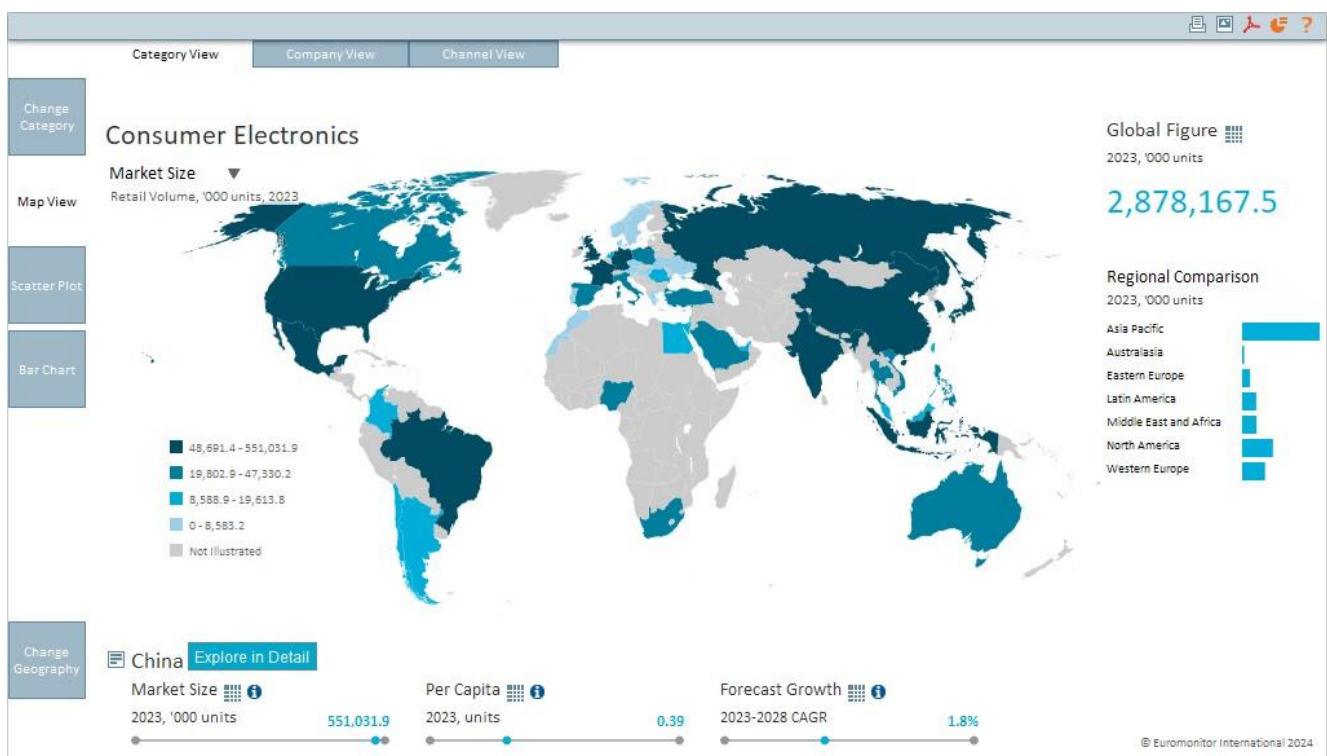 ?
Category View
Company View
Channel View
Change
Category
Map View
Scatter Plot
Bar Chart
Change
Geography
Consumer Electronics
Market Size ▼
Retail Volume, '000 units, 2023
48,691.4 - 551,031.9
19,802.9 - 47,330.2
8,588.9 - 19,613.8
0 - 8,583.2
Not Illustrated
Global Figure
2023, '000 units
2,878,167.5
Regional Comparison
2023, '000 units
Asia Pacific
Australasia
Eastern Europe
Latin America
Middle East and Africa
North America
Western Europe
China Explore in Detail
Market Size
2023, '000 units 551,031.9
Per Capita
2023, units 0.39
Forecast Growth
2023-2028 CAGR 1.8%
© Euromonitor International 2024